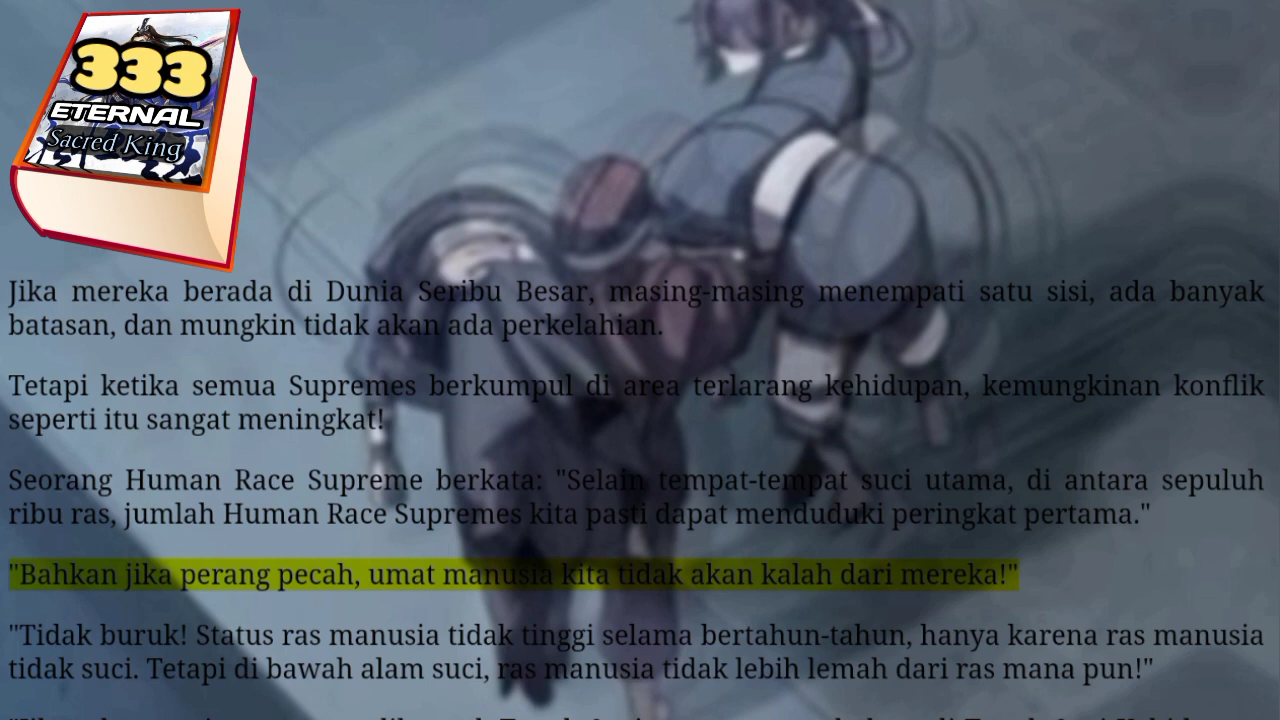 333
ETERNAL
Sacred King
Jika mereka berada di Dunia Seribu Besar, masing-masing menempati satu sisi, ada banyak
batasan, dan mungkin tidak akan ada perkelahian.
Tetapi ketika semua Supremes berkumpul di area terlarang kehidupan, kemungkinan konflik
seperti itu sangat meningkat!
Seorang Human Race Supreme berkata: "Selain tempat-tempat suci utama, di antara sepuluh
ribu ras, jumlah Human Race Supremes kita pasti dapat menduduki peringkat pertama."
"Bahkan jika perang pecah, umat manusia kita tidak akan kalah dari mereka!"
"Tidak buruk! Status ras manusia tidak tinggi selama bertahun-tahun, hanya karena ras manusia
tidak suci. Tetapi di bawah alam suci, ras manusia tidak lebih lemah dari ras mana pun!"